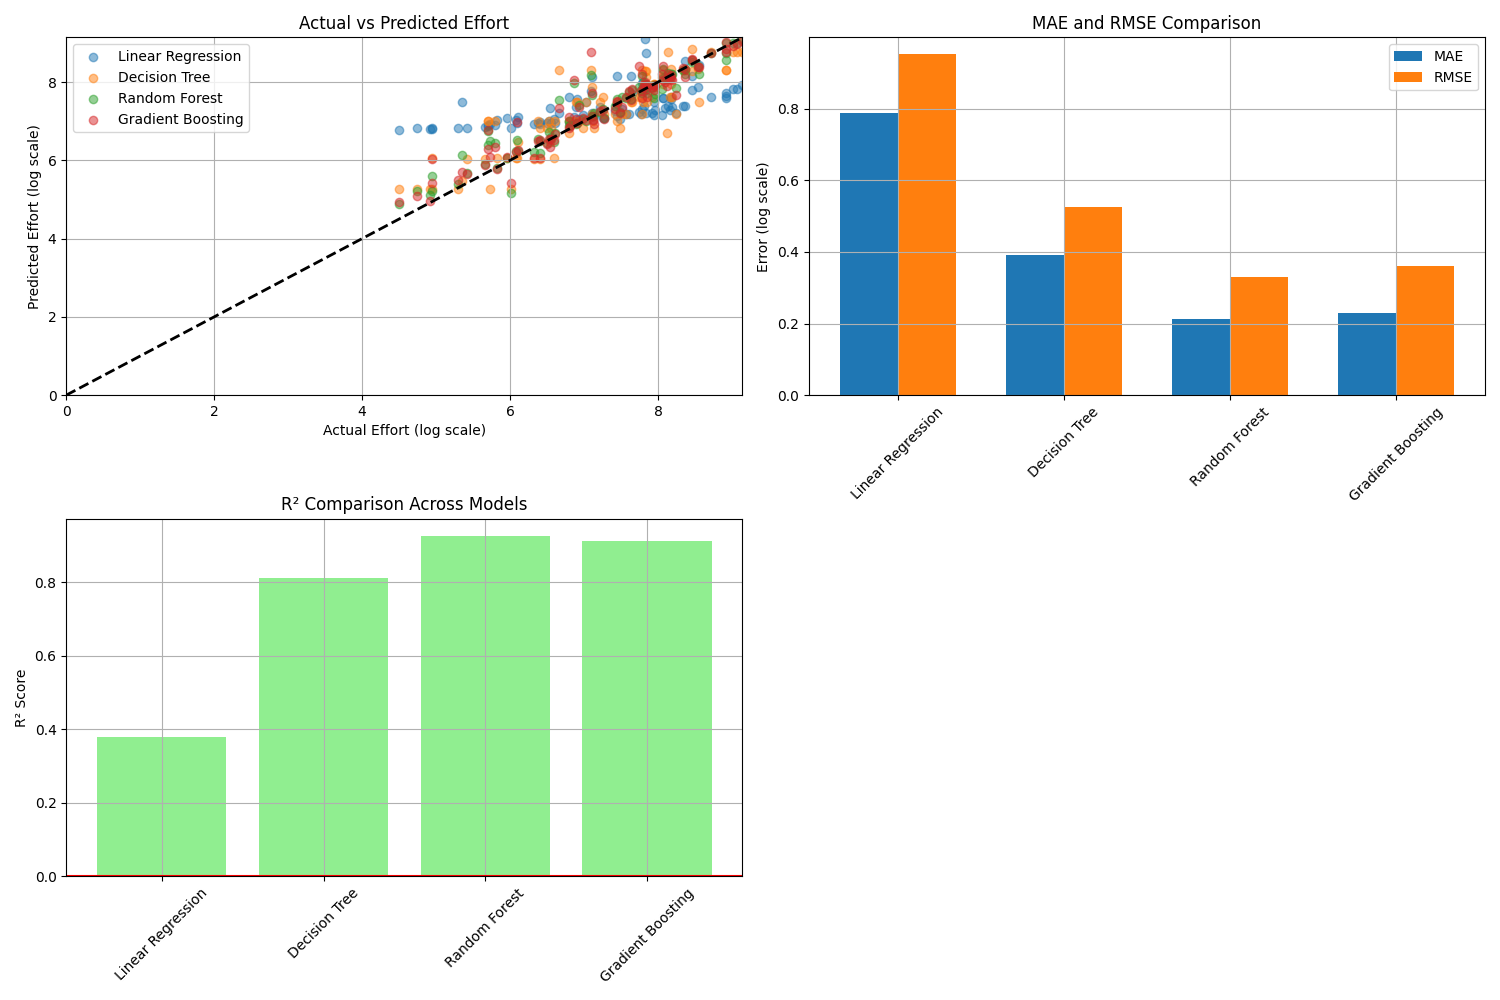 Actual vs Predicted Effort
Linear Regression
Decision Tree
Random Forest
Gradient Boosting
Predicted Effort (log scale)
8
6
4
2
0
0 2 4 6 8
Actual Effort (log scale)
MAE and RMSE Comparison
MAE
RMSE
Error (log scale)
0.8
0.6
0.4
0.2
0.0
Linear Regression
Decision Tree
Random Forest
Gradient Boosting
R² Comparison Across Models
R² Score
0.8
0.6
0.4
0.2
0.0
Linear Regression
Decision Tree
Random Forest
Gradient Boosting